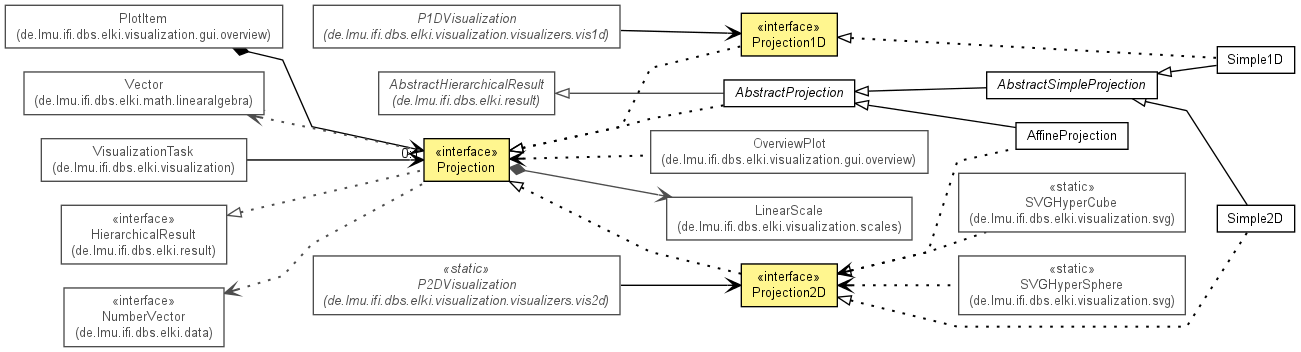 PlotItem
(de.lmu.ifi.dbs.elki.visualization.gui.overview)
P1DVisualization
(de.lmu.ifi.dbs.elki.visualization.visualizers.vis1d)
«interface»
Projection1D
Simple1D
Vector
(de.lmu.ifi.dbs.elki.math.linearalgebra)
AbstractHierarchicalResult
(de.lmu.ifi.dbs.elki.result)
AbstractProjection
AbstractSimpleProjection
AffineProjection
VisualizationTask
(de.lmu.ifi.dbs.elki.visualization)
«interface»
Projection
OverviewPlot
(de.lmu.ifi.dbs.elki.visualization.gui.overview)
«static»
SVGHyperCube
(de.lmu.ifi.dbs.elki.visualization.svg)
«interface»
HierarchicalResult
(de.lmu.ifi.dbs.elki.result)
LinearScale
(de.lmu.ifi.dbs.elki.visualization.scales)
Simple2D
«static»
P2DVisualization
(de.lmu.ifi.dbs.elki.visualization.visualizers.vis2d)
«interface»
Projection2D
«static»
SVGHyperSphere
(de.lmu.ifi.dbs.elki.visualization.svg)
«interface»
NumberVector
(de.lmu.ifi.dbs.elki.data)